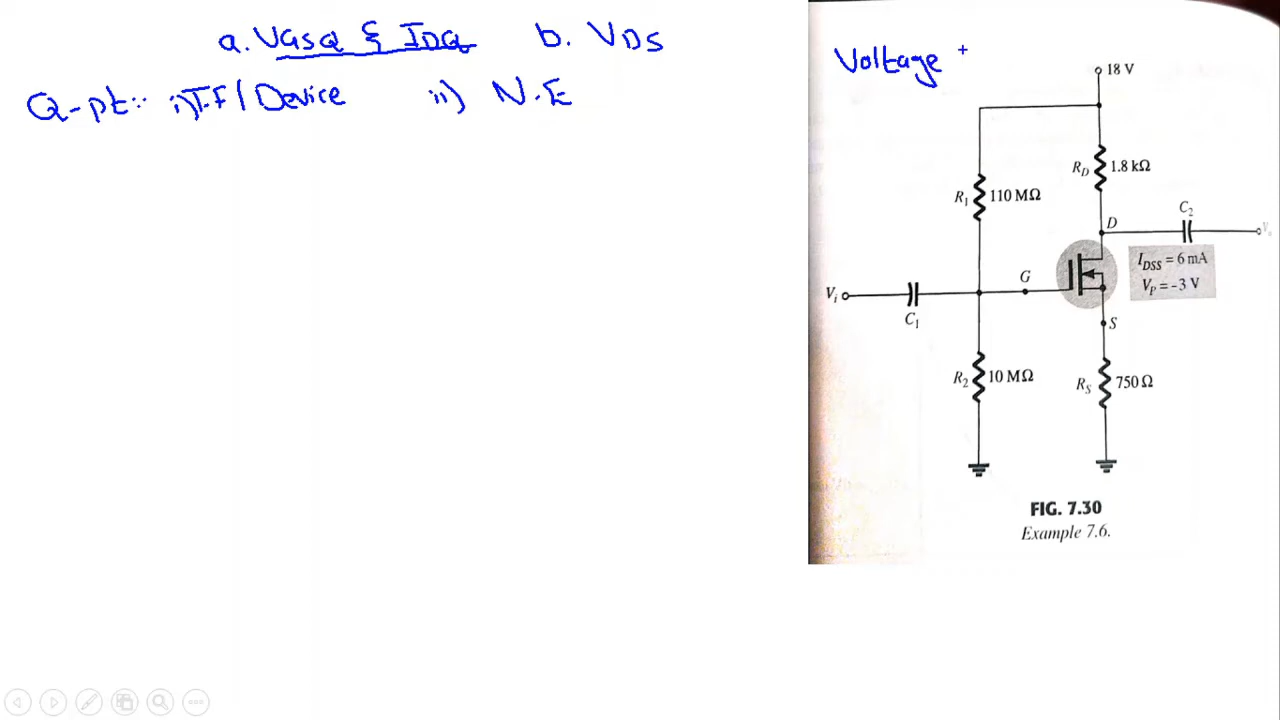 a. VGSQ & IDQ b. VDS
Q-pt:- i) T.F / Device ii) N.E
Voltage
18 V
RD 1.8 kΩ
R1 110 MΩ
C2
D
IDSS = 6 mA
VP = -3 V
G
Vi
C1
S
R2 10 MΩ
RS 750 Ω
FIG. 7.30
Example 7.6.